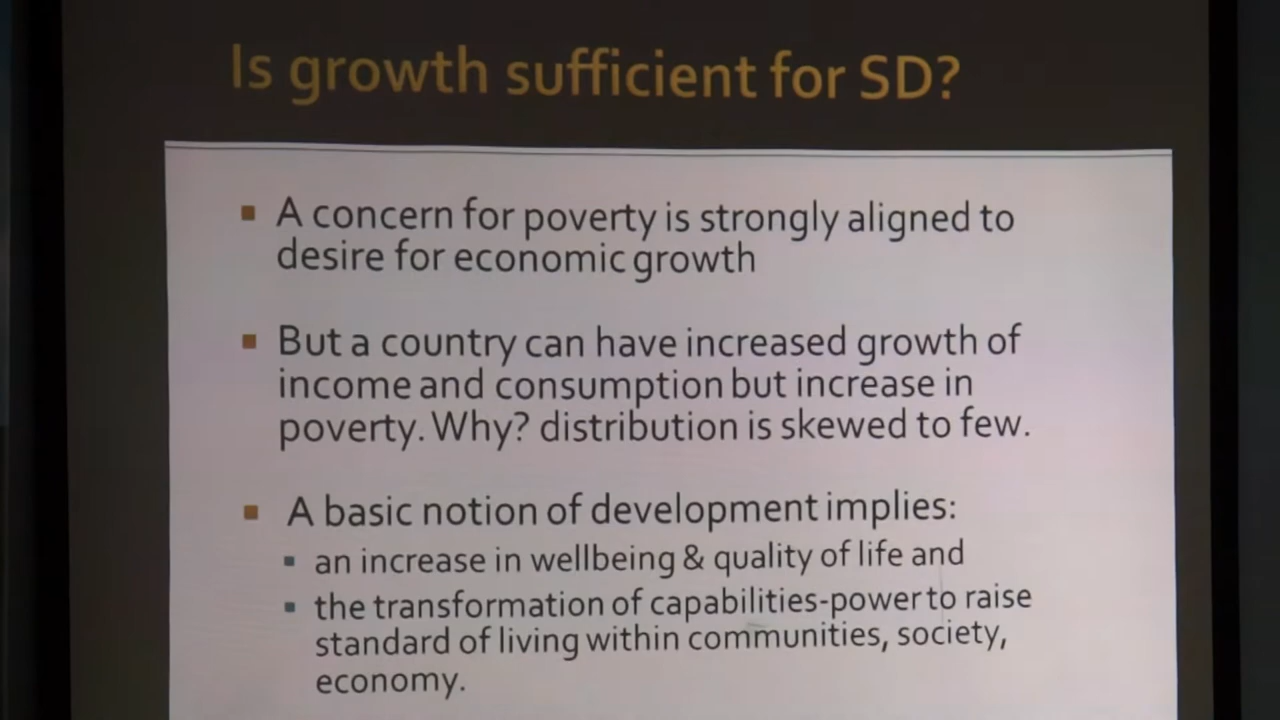 Is growth sufficient for SD?
A concern for poverty is strongly aligned to
desire for economic growth
But a country can have increased growth of
income and consumption but increase in
poverty. Why? distribution is skewed to few.
A basic notion of development implies:
an increase in wellbeing & quality of life and
the transformation of capabilities-power to raise
standard of living within communities, society,
economy.